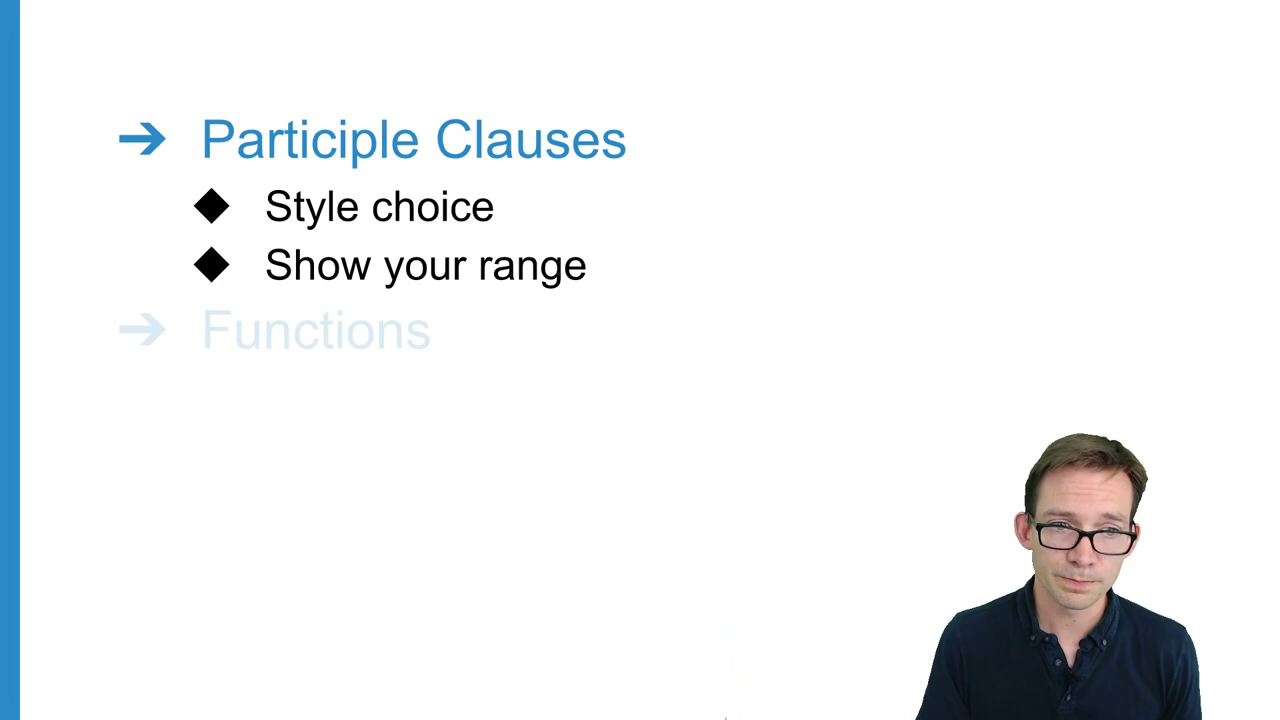 ➔ Participle Clauses
◆ Style choice
◆ Show your range
➔ Functions